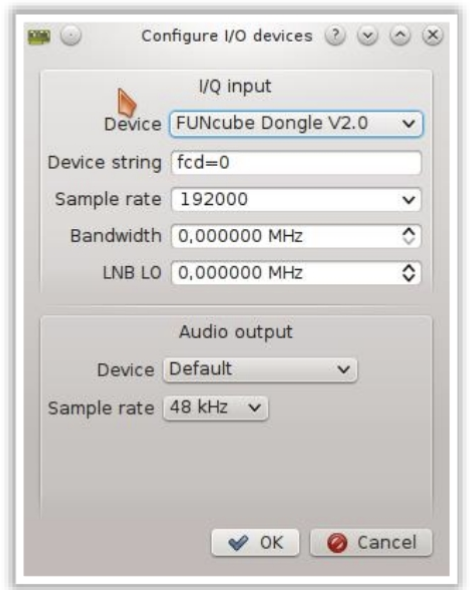 Configure I/O devices
I/Q input
Device FUNcube Dongle V2.0
Device string fcd=0
Sample rate 192000
Bandwidth 0,000000 MHz
LNB LO 0,000000 MHz
Audio output
Device Default
Sample rate 48 kHz
OK Cancel